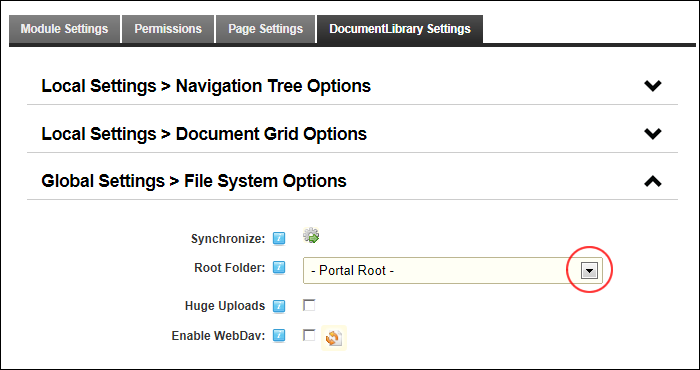 Module Settings Permissions Page Settings DocumentLibrary Settings
Local Settings > Navigation Tree Options
Local Settings > Document Grid Options
Global Settings > File System Options
Synchronize:
Root Folder: - Portal Root -
Huge Uploads
Enable WebDav: